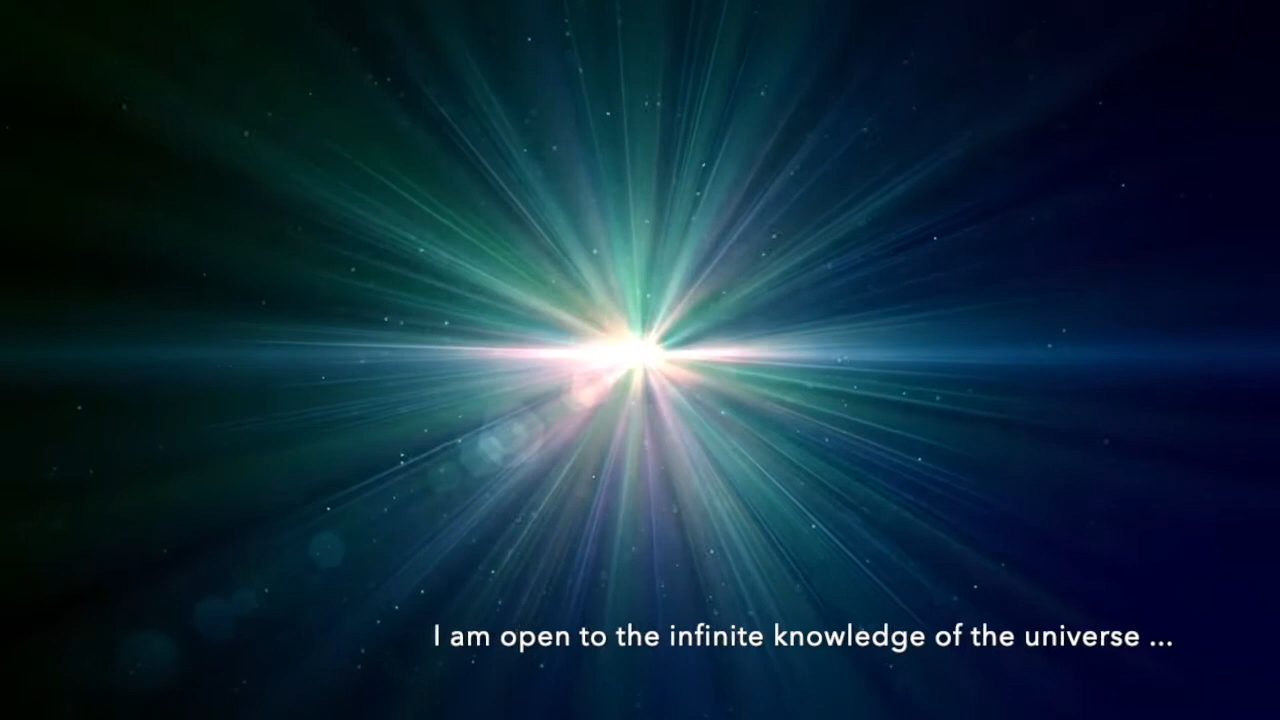 I am open to the infinite knowledge of the universe ...